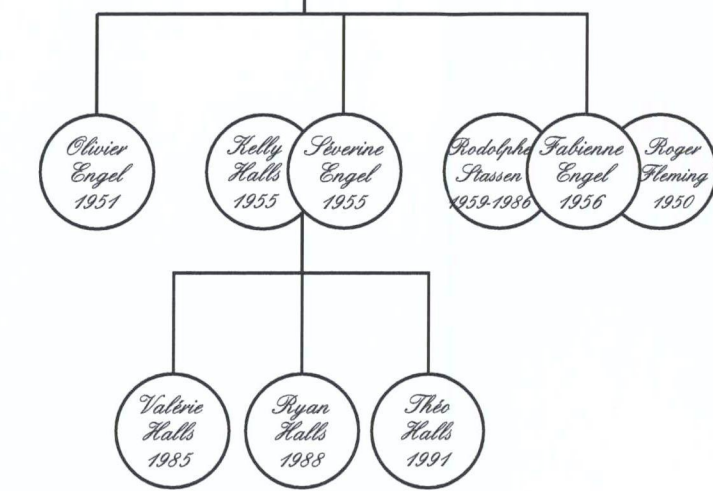 Olivier
Engel
1951
Kelly
Halls
1955
Séverine
Engel
1955
Rodolphe
Stassen
1959-1986
Fabienne
Engel
1956
Roger
Fleming
1950
Valérie
Halls
1985
Ryan
Halls
1988
Théo
Halls
1991